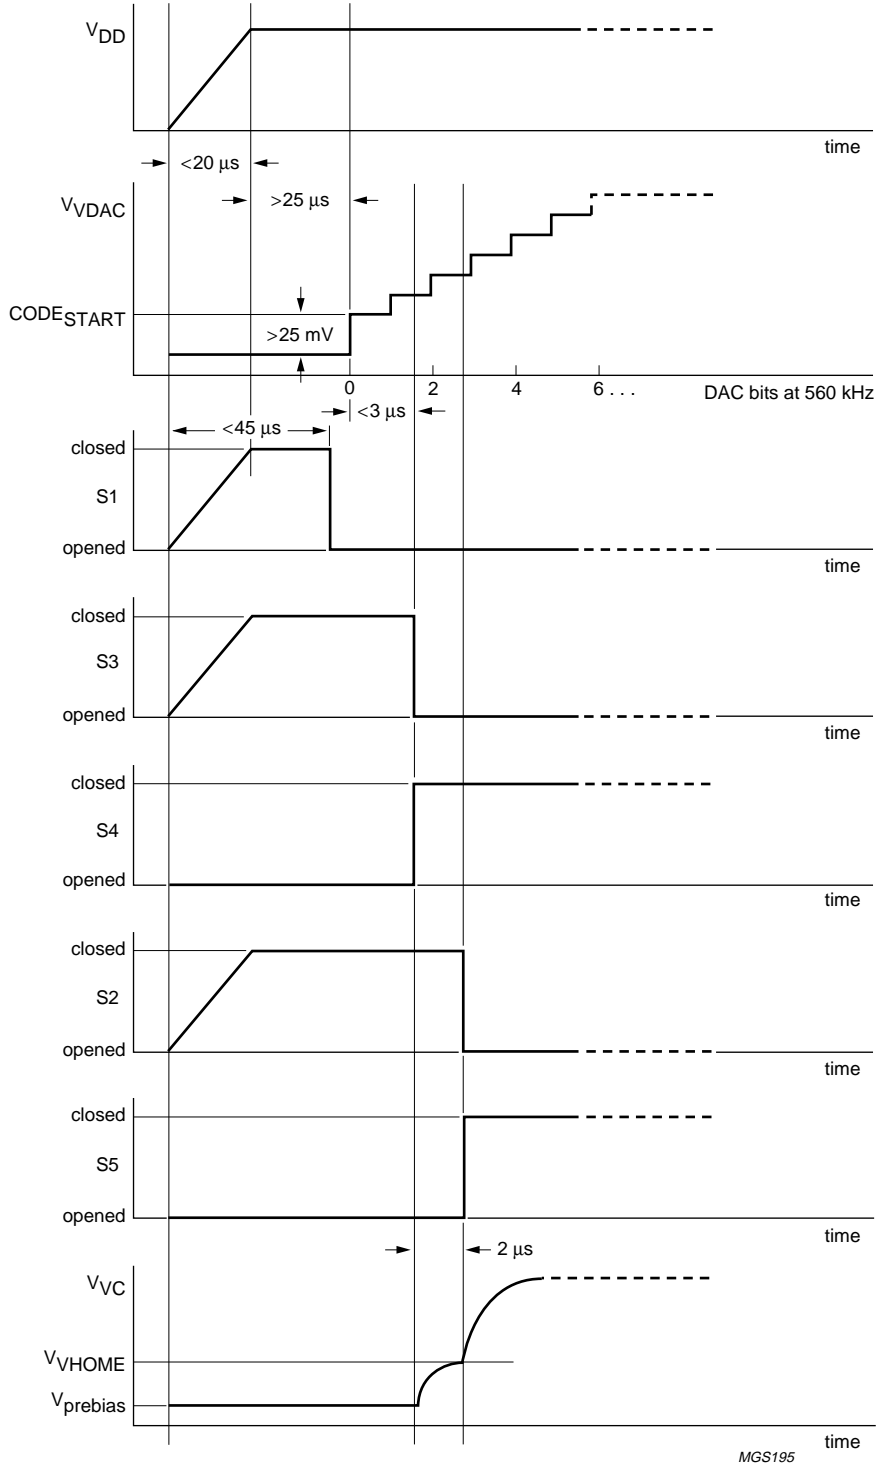 VDD
time
<20 μs
VVDAC
>25 μs
CODESTART
>25 mV
0 2 4 6 . . . DAC bits at 560 kHz
<3 μs
<45 μs
closed
S1
opened
time
closed
S3
opened
time
closed
S4
opened
time
closed
S2
opened
time
closed
S5
opened
time
2 μs
VVC
VVHOME
Vprebias
time
MGS195